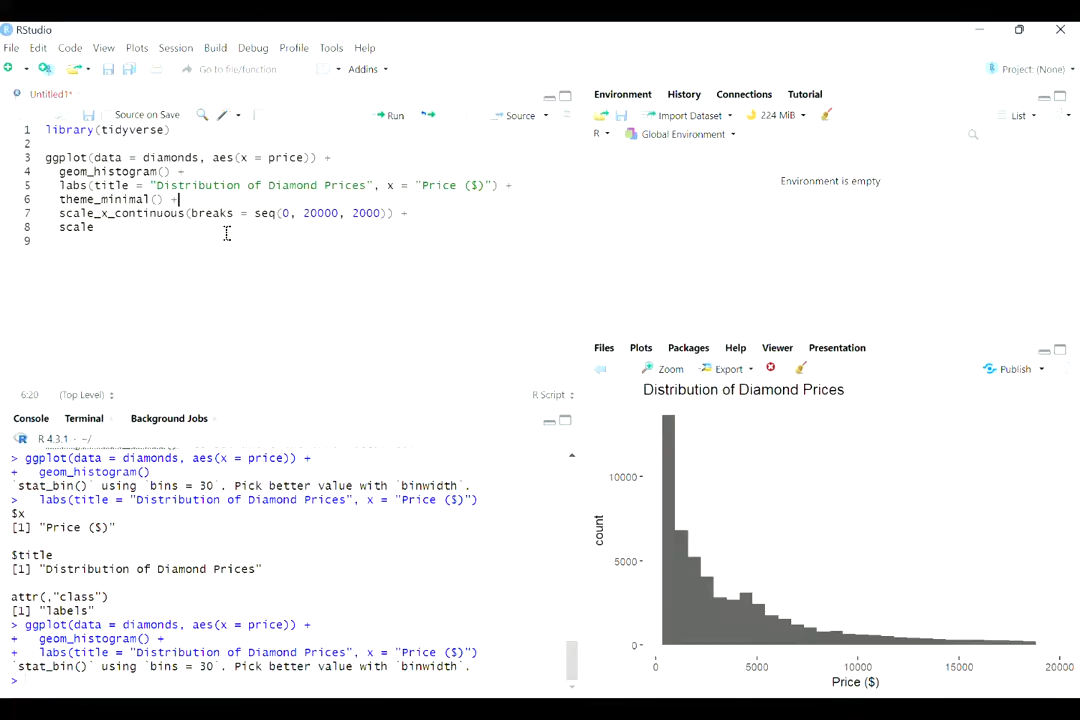 RStudio
File Edit Code View Plots Session Build Debug Profile Tools Help
Go to file/function Addins Project: (None)
Untitled1*
Source on Save Run Source
1 library(tidyverse)
2
3 ggplot(data = diamonds, aes(x = price)) +
4 geom_histogram() +
5 labs(title = "Distribution of Diamond Prices", x = "Price ($)") +
6 theme_minimal() +
7 scale_x_continuous(breaks = seq(0, 20000, 2000)) +
8 scale
9
6:20 (Top Level) R Script
Console Terminal Background Jobs
R R 4.3.1 · ~/
> ggplot(data = diamonds, aes(x = price)) +
+ geom_histogram()
`stat_bin()` using `bins = 30`. Pick better value with `binwidth`.
> labs(title = "Distribution of Diamond Prices", x = "Price ($)")
$x
[1] "Price ($)"
$title
[1] "Distribution of Diamond Prices"
attr(,"class")
[1] "labels"
> ggplot(data = diamonds, aes(x = price)) +
+ geom_histogram() +
+ labs(title = "Distribution of Diamond Prices", x = "Price ($)")
`stat_bin()` using `bins = 30`. Pick better value with `binwidth`.
>
Environment History Connections Tutorial
Import Dataset 224 MiB List
R Global Environment
Environment is empty
Files Plots Packages Help Viewer Presentation
Zoom Export Publish
Distribution of Diamond Prices
10000
5000
0
count
0 5000 10000 15000 20000
Price ($)